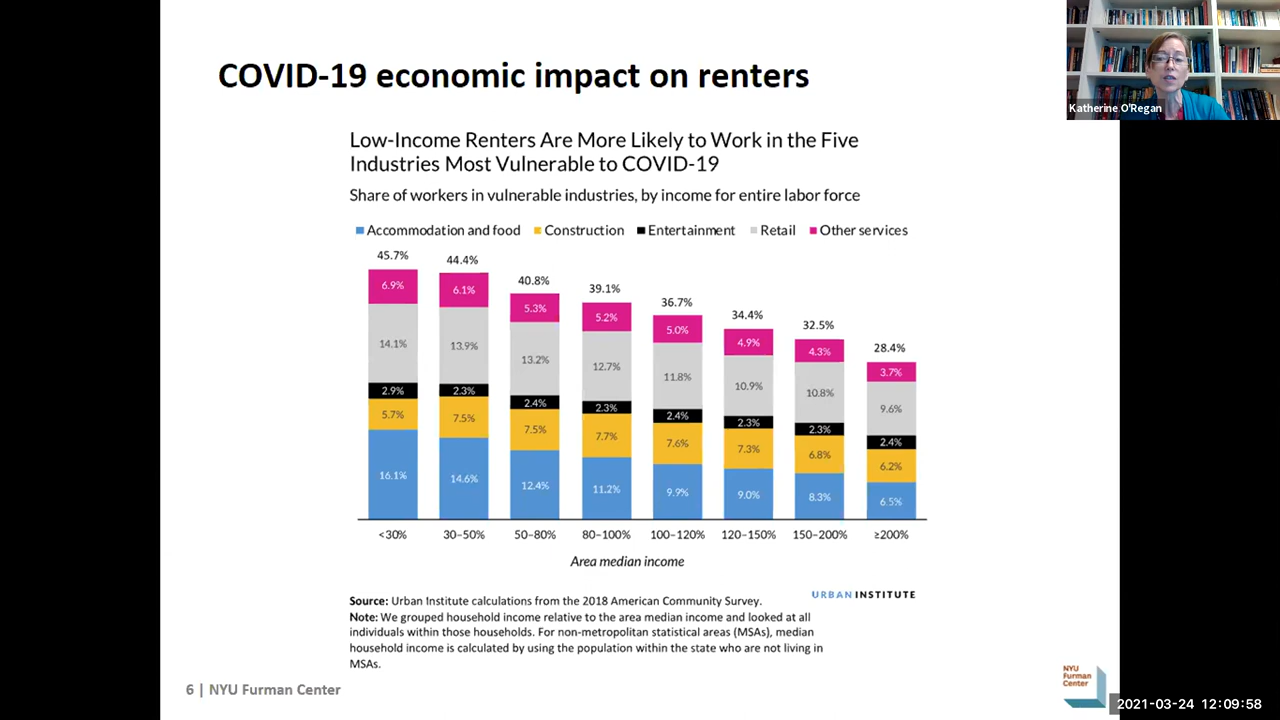 COVID-19 economic impact on renters
Katherine O'Regan
Low-Income Renters Are More Likely to Work in the Five
Industries Most Vulnerable to COVID-19
Share of workers in vulnerable industries, by income for entire labor force
Accommodation and food Construction Entertainment Retail Other services
45.7% 44.4% 40.8% 39.1% 36.7% 34.4% 32.5% 28.4%
6.9% 6.1% 5.3% 5.2% 5.0% 4.9% 4.3% 3.7%
14.1% 13.9% 13.2% 12.7% 11.8% 10.9% 10.8% 9.6%
2.9% 2.3% 2.4% 2.3% 2.4% 2.3% 2.3% 2.4%
5.7% 7.5% 7.5% 7.7% 7.6% 7.3% 6.8% 6.2%
16.1% 14.6% 12.4% 11.2% 9.9% 9.0% 8.3% 6.5%
<30% 30–50% 50–80% 80–100% 100–120% 120–150% 150–200% ≥200%
Area median income
URBAN INSTITUTE
Source: Urban Institute calculations from the 2018 American Community Survey.
Note: We grouped household income relative to the area median income and looked at all
individuals within those households. For non-metropolitan statistical areas (MSAs), median
household income is calculated by using the population within the state who are not living in
MSAs.
6 | NYU Furman Center
NYU
Furman
Center
2021-03-24 12:09:58